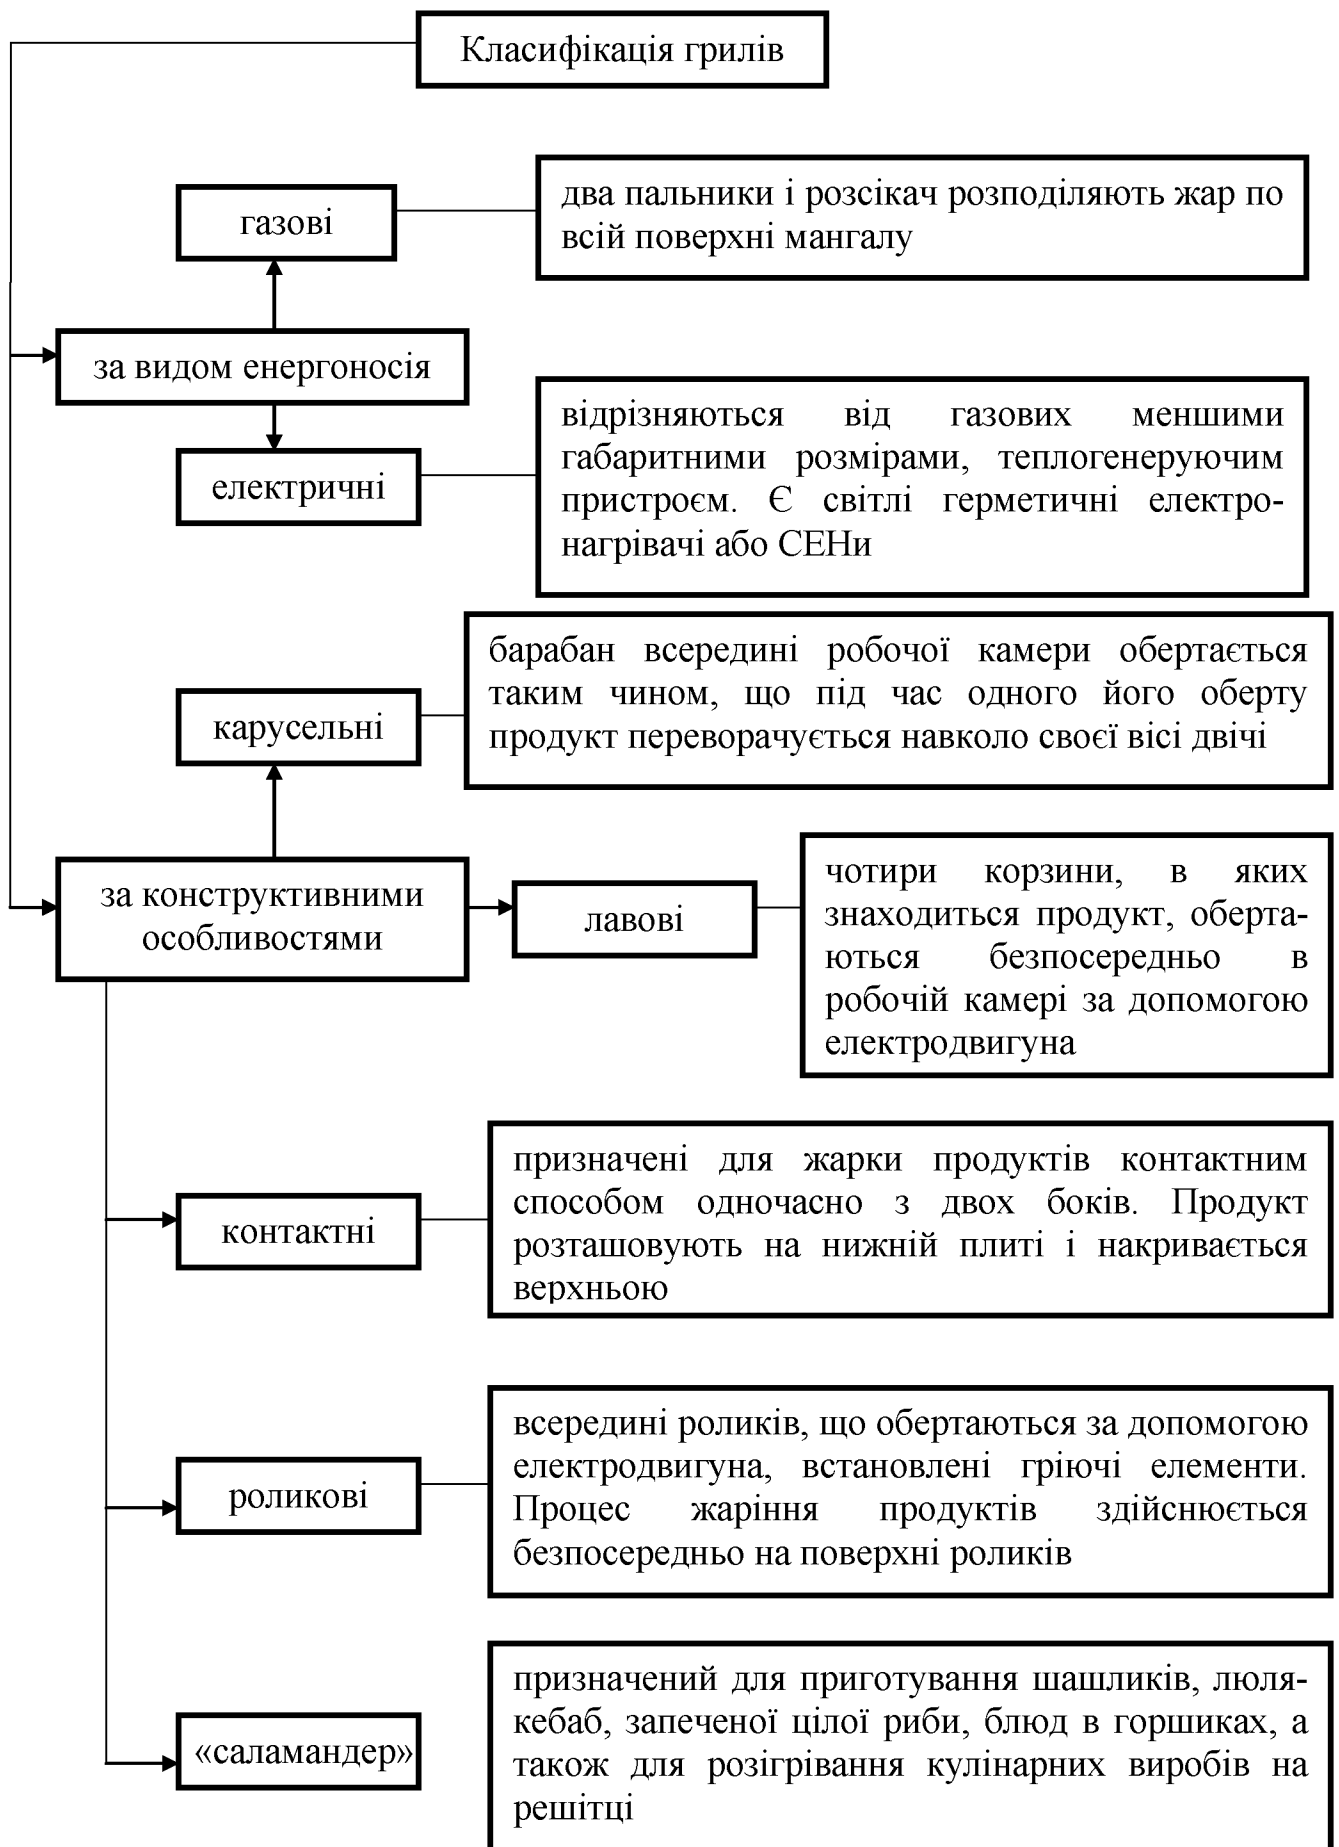 Класифікація грилів
газові
два пальники і розсікач розподіляють жар по
всій поверхні мангалу
за видом енергоносія
електричні
відрізняються від газових меншими
габаритними розмірами, теплогенеруючим
пристроєм. Є світлі герметичні електро-
нагрівачі або СЕНи
карусельні
барабан всередині робочої камери обертається
таким чином, що під час одного його оберту
продукт переворачується навколо своєї вісі двічі
за конструктивними
особливостями
лавові
чотири корзини, в яких
знаходиться продукт, оберта-
ються безпосередньо в
робочій камері за допомогою
електродвигуна
контактні
призначені для жарки продуктів контактним
способом одночасно з двох боків. Продукт
розташовують на нижній плиті і накривається
верхньою
роликові
всередині роликів, що обертаються за допомогою
електродвигуна, встановлені гріючі елементи.
Процес жаріння продуктів здійснюється
безпосередньо на поверхні роликів
«саламандер»
призначений для приготування шашликів, люля-
кебаб, запеченої цілої риби, блюд в горшиках, а
також для розігрівання кулінарних виробів на
решітці